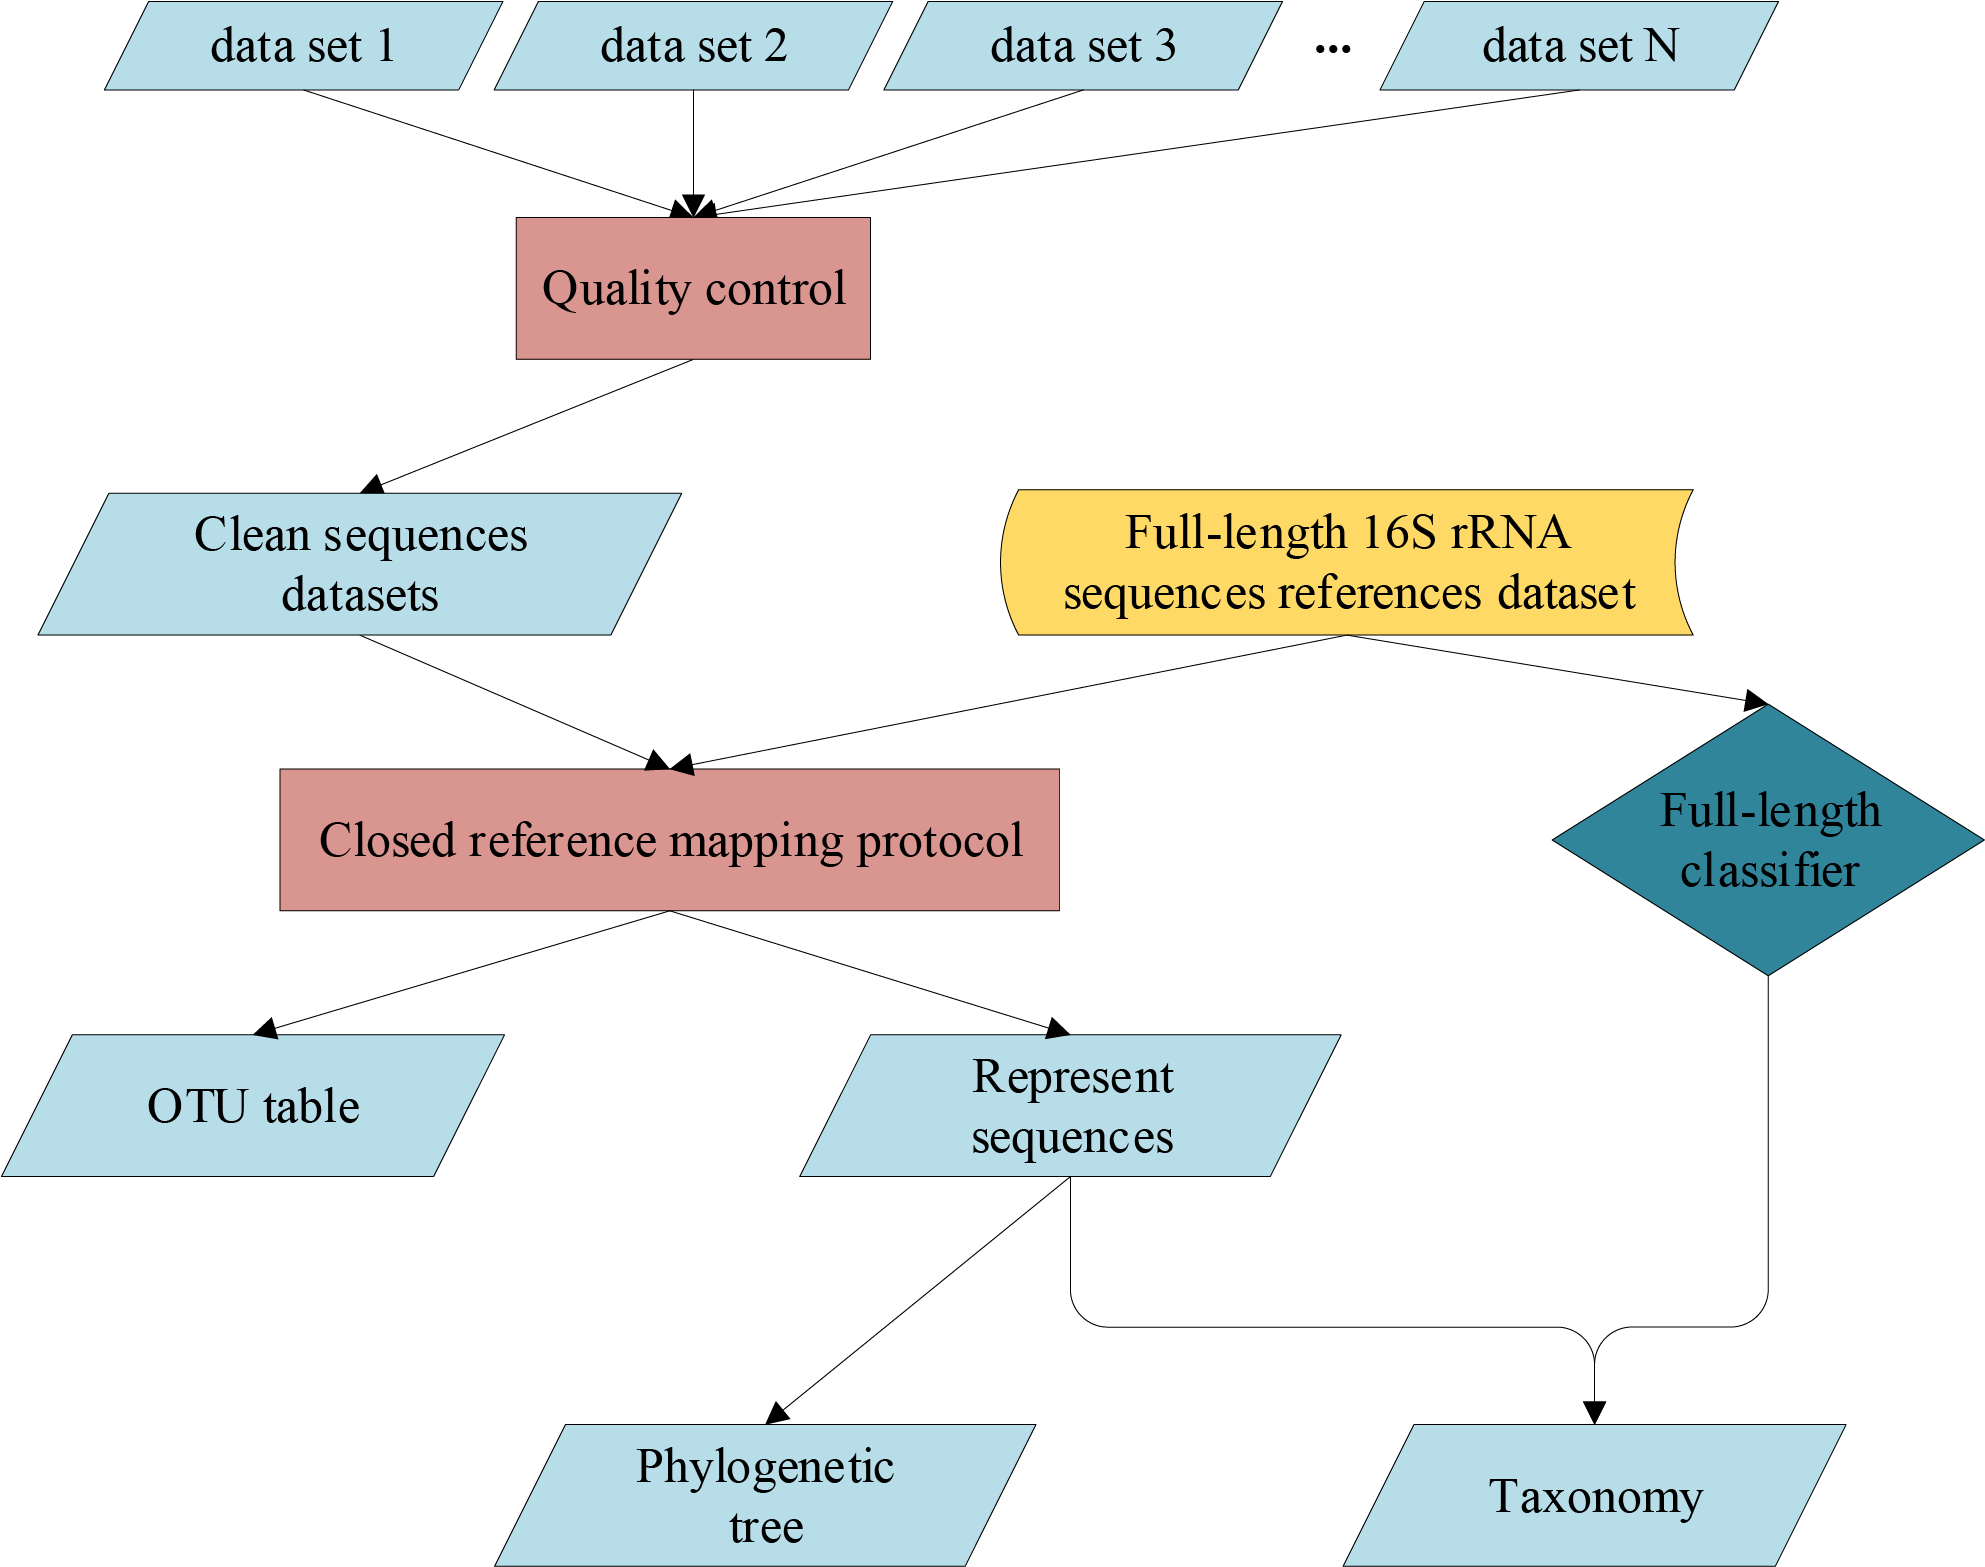 data set 1
data set 2
data set 3
...
data set N
Quality control
Clean sequences
datasets
Full-length 16S rRNA
sequences references dataset
Closed reference mapping protocol
Full-length
classifier
OTU table
Represent
sequences
Phylogenetic
tree
Taxonomy